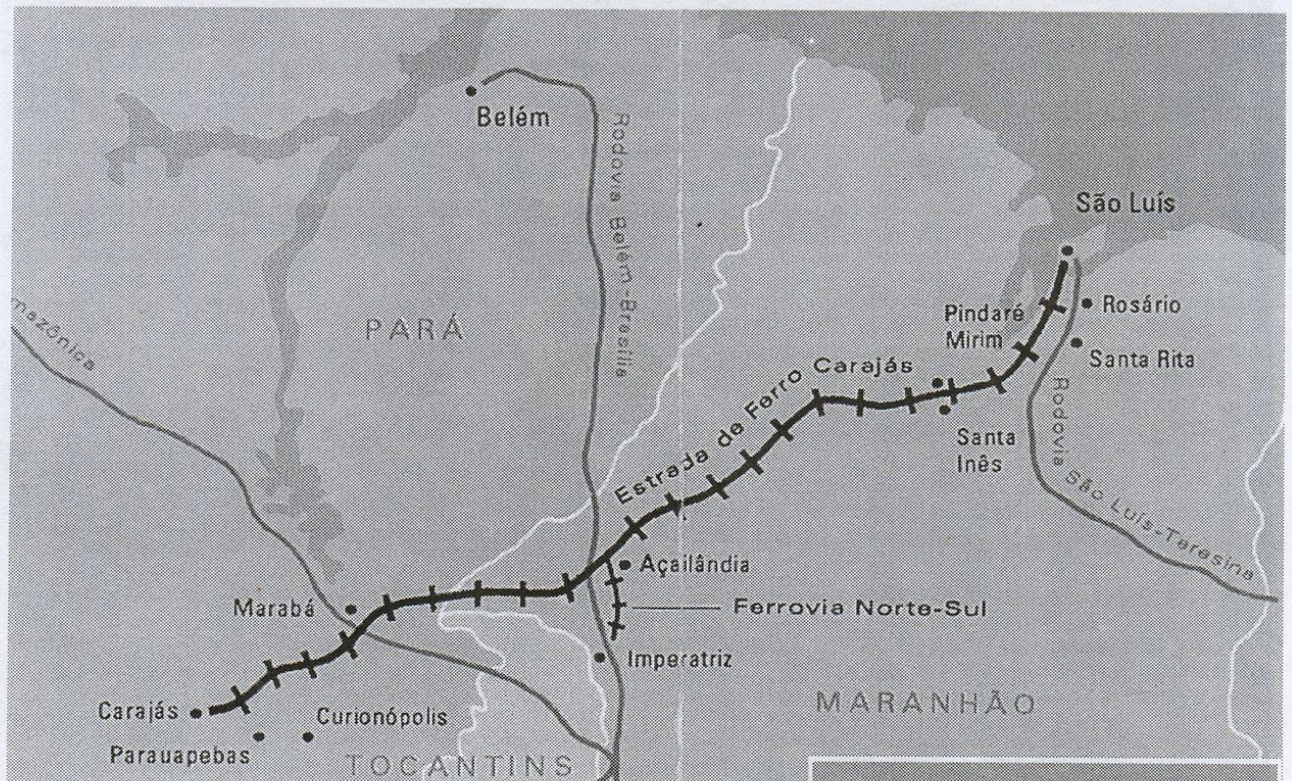 Belém
Rodovia Belém-Brasília
São Luís
mazônica
PARÁ
Pindaré
Mirim
Rosário
Santa Rita
Estrada de Ferro Carajás
Rodovia São Luís-Teresina
Santa
Inês
Açailândia
Marabá
Ferrovia Norte-Sul
Imperatriz
MARANHÃO
Carajás
Curionópolis
Parauapebas
TOCANTINS